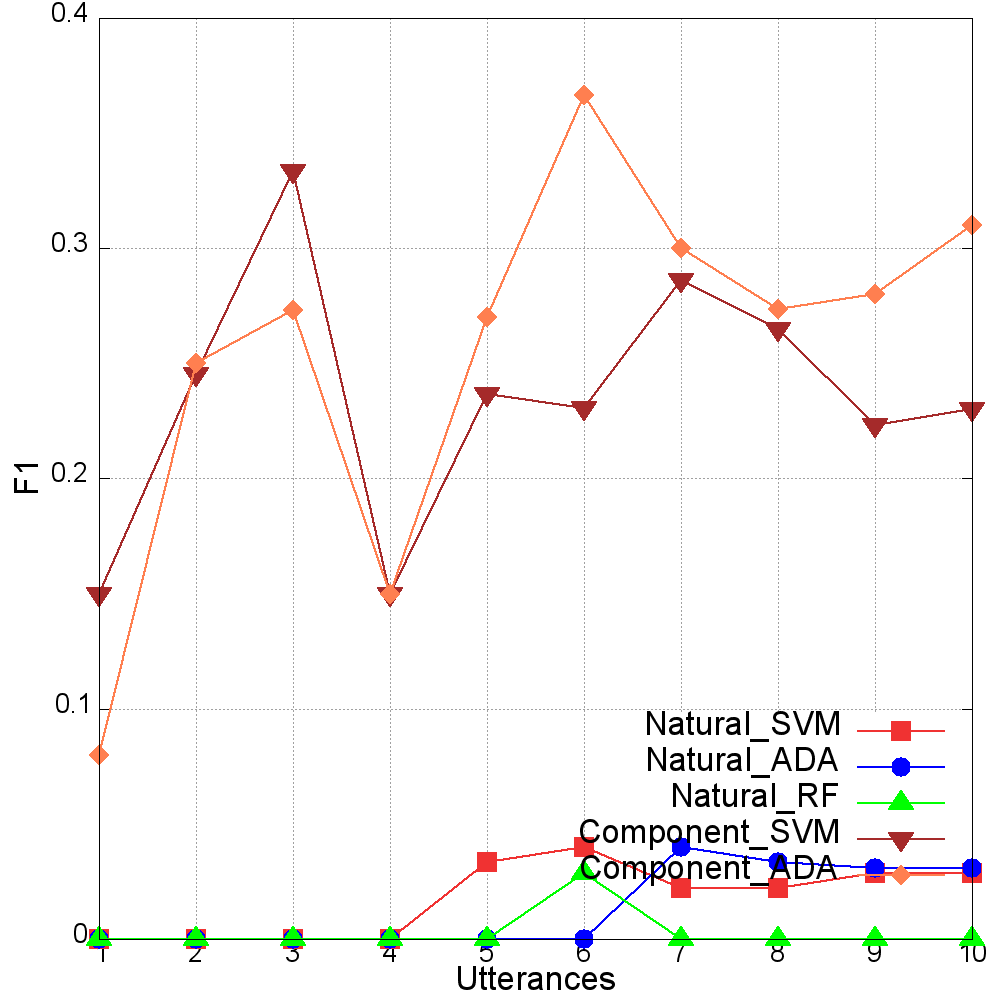 0.4
0.3
0.2
0.1
0
F1
Natural_SVM
Natural_ADA
Natural_RF
Component_SVM
Component_ADA
1 2 3 4 5 6 7 8 9 10
Utterances